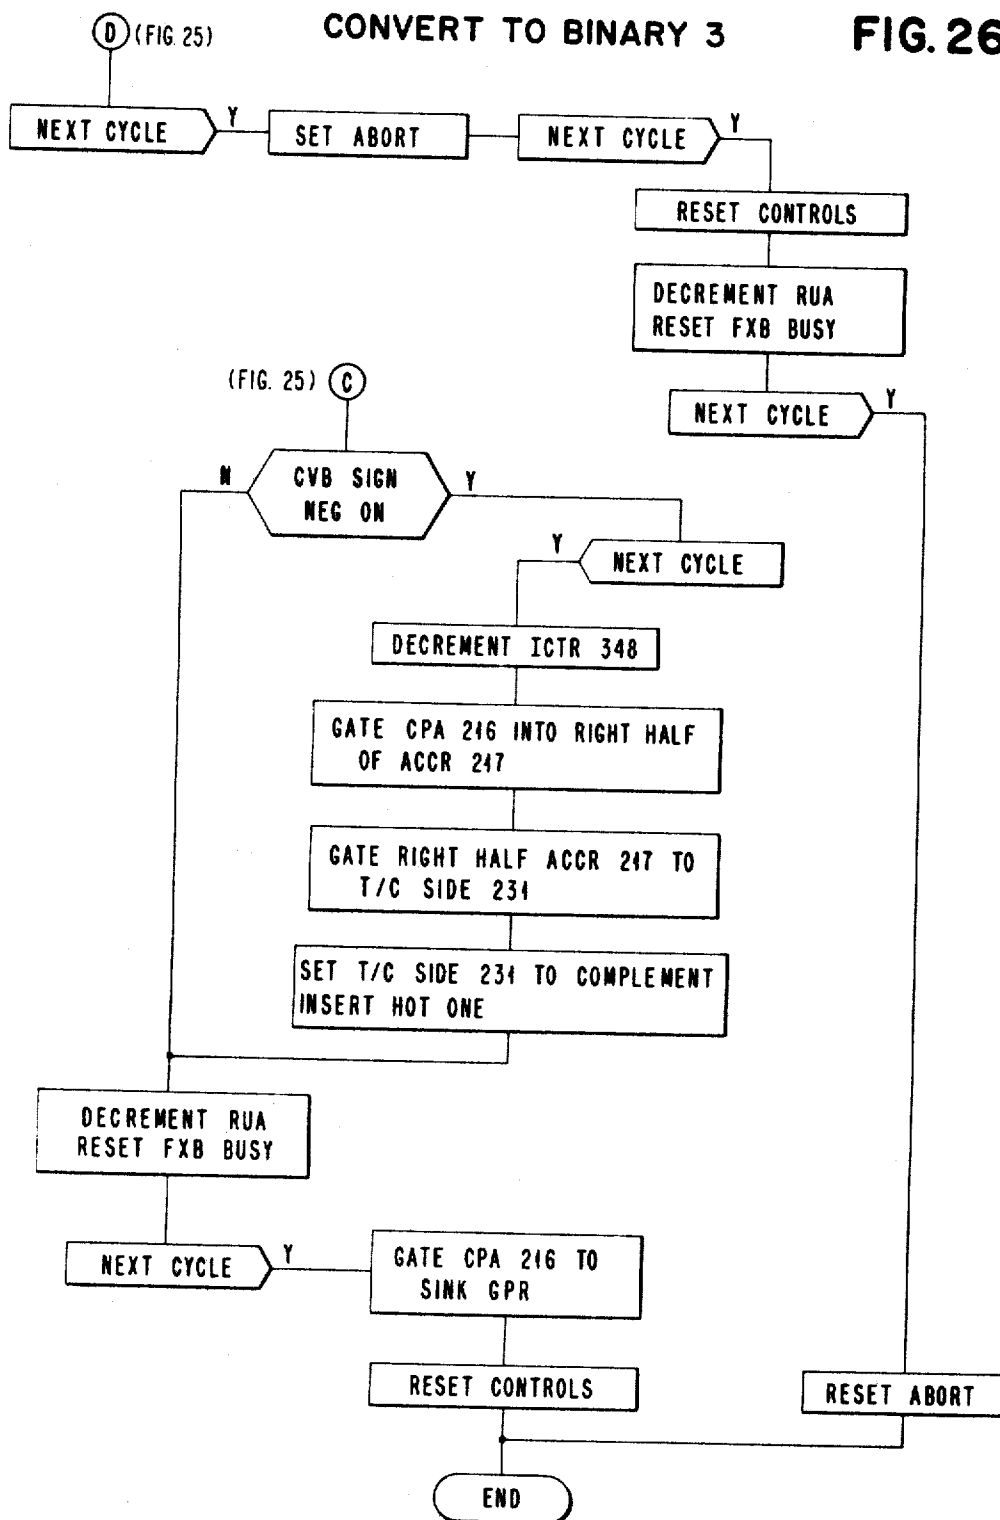 CONVERT TO BINARY 3
FIG. 26
D (FIG. 25)
NEXT CYCLE
Y
SET ABORT
NEXT CYCLE
Y
RESET CONTROLS
DECREMENT RUA
RESET FXB BUSY
NEXT CYCLE
Y
(FIG. 25) C
N
CVB SIGN
NEG ON
Y
Y
NEXT CYCLE
DECREMENT ICTR 348
GATE CPA 216 INTO RIGHT HALF
OF ACCR 217
GATE RIGHT HALF ACCR 217 TO
T/C SIDE 231
SET T/C SIDE 231 TO COMPLEMENT
INSERT HOT ONE
DECREMENT RUA
RESET FXB BUSY
NEXT CYCLE
Y
GATE CPA 216 TO
SINK GPR
RESET CONTROLS
RESET ABORT
END